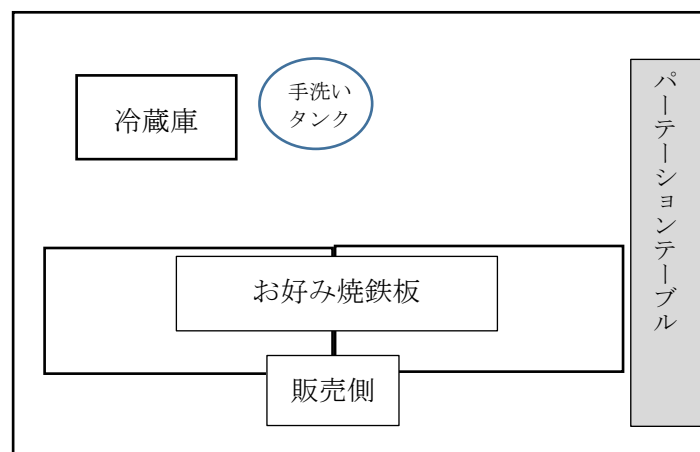 冷蔵庫
手洗い
タンク
パーテーションテーブル
お好み焼鉄板
販売側